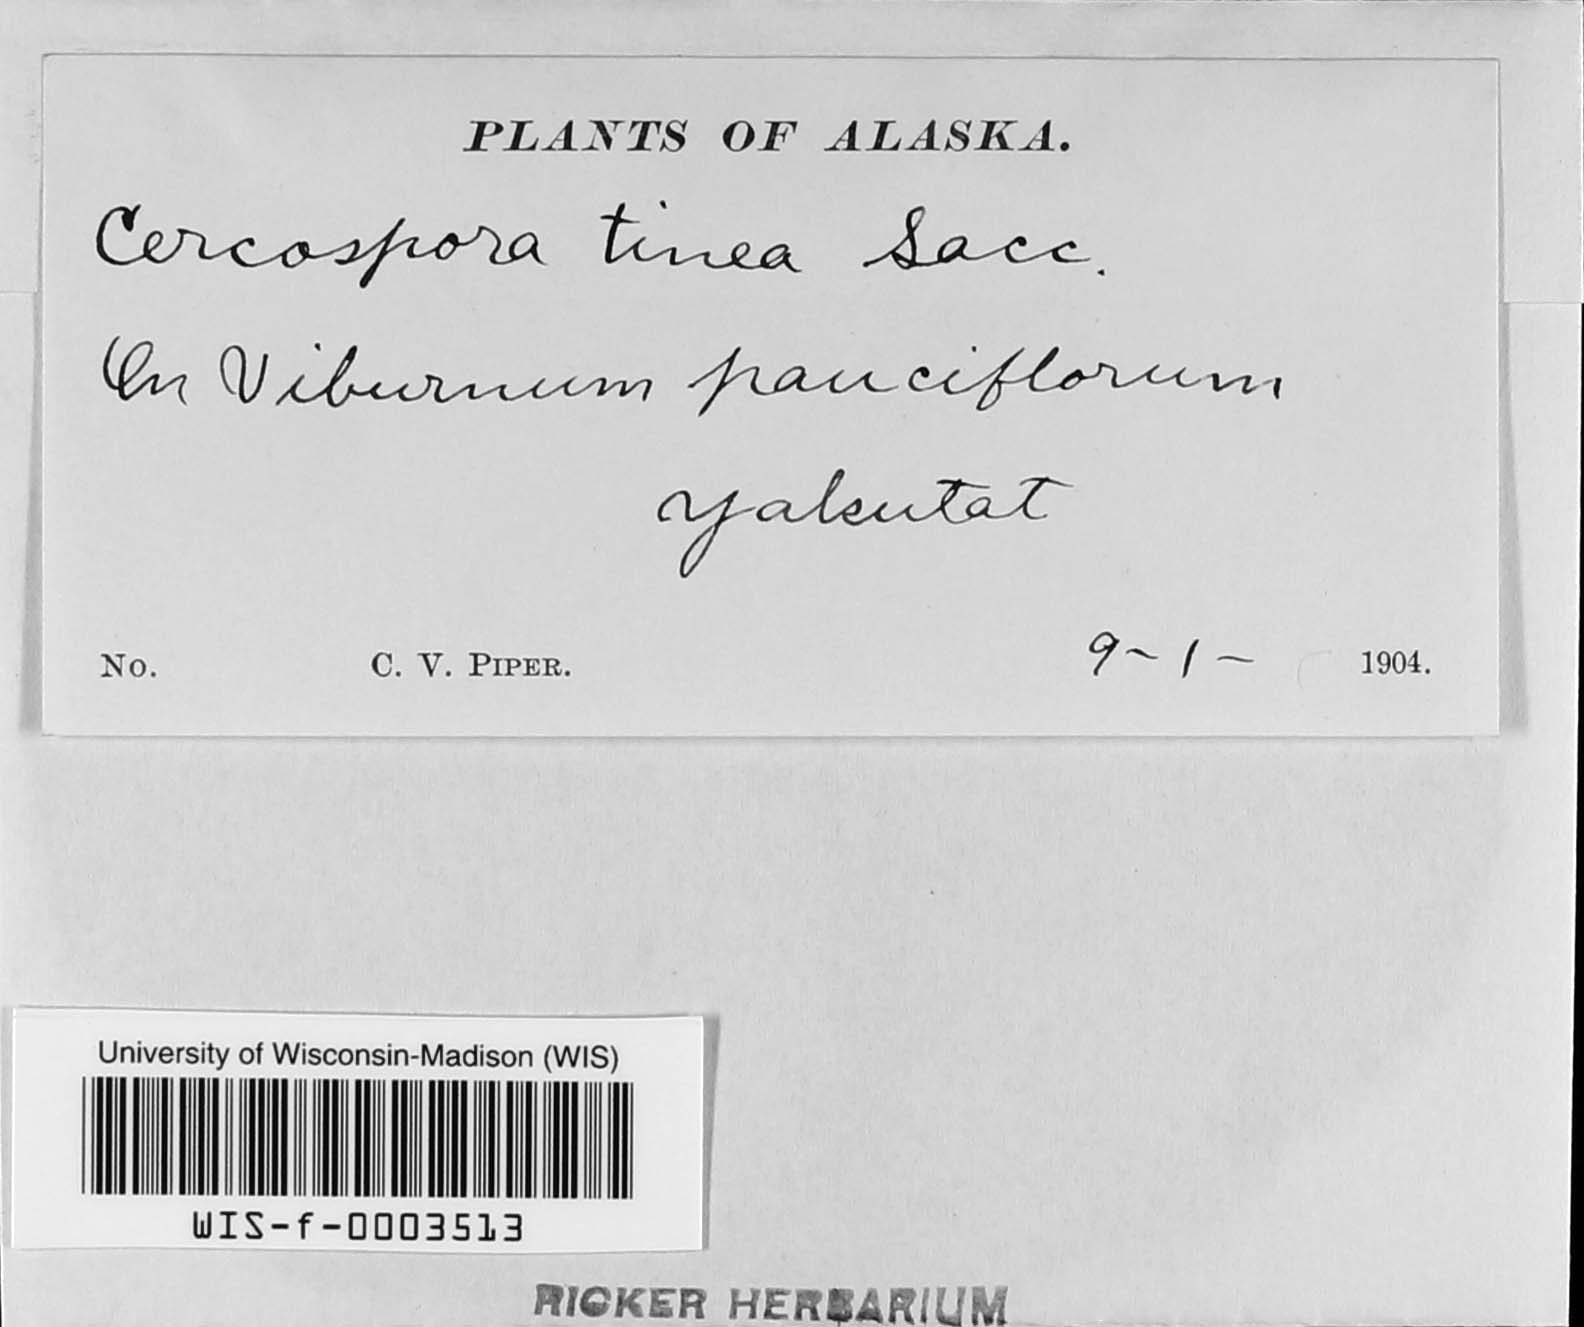 PLANTS OF ALASKA.
Cercospora tinea Sacc.
On Viburnum pauciflorum
Yakutat
No. C. V. PIPER. 9-1- 1904.
University of Wisconsin-Madison (WIS)
WIS-f-0003513
RICKER HERBARIUM